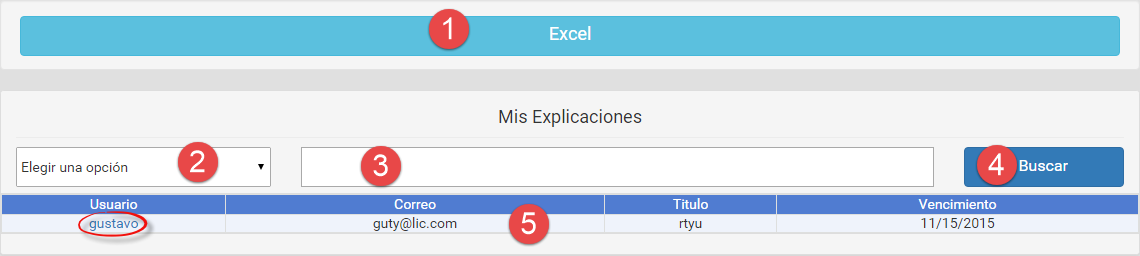 1 Excel
Mis Explicaciones
Elegir una opción 2 3 4 Buscar
Usuario Correo Titulo Vencimiento
gustavo guty@lic.com 5 rtyu 11/15/2015